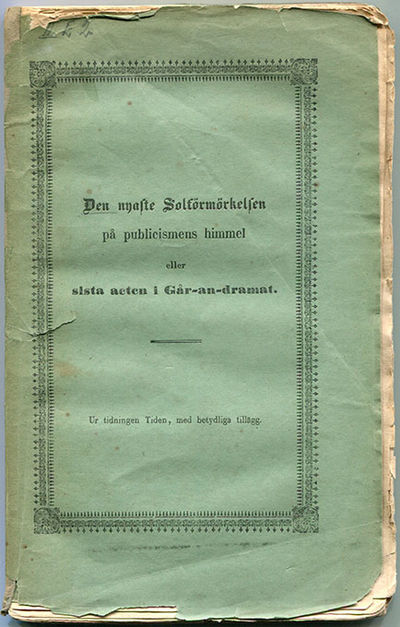 Den nyaste Solförmörkelsen
på publicismens himmel
eller
sista acten i Går-an-dramat.
Ur tidningen Tiden, med betydliga tillägg.